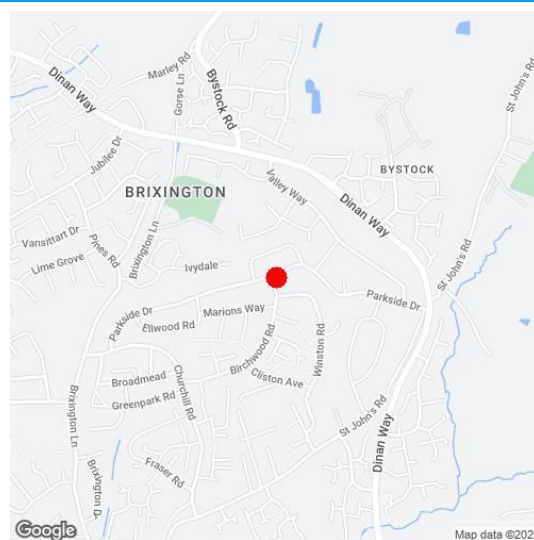 Marley Rd
Dinan Way
Gorse Ln
Bystock Rd
St John's Rd
Jubilee Dr
BYSTOCK
Valley Way
BRIXINGTON
Dinan Way
Vansittart Dr
Pines Rd
Brixington Ln
Lime Grove
Ivydale
St John's Rd
Parkside Dr
Parkside Dr
Marions Way
Ellwood Rd
Birchwood Rd
Winston Rd
Broadmead
Churchill Rd
Cliston Ave
Greenpark Rd
Brixington Ln
St John's Rd
Dinan Way
Fraser Rd
Brixington D
Google
Map data ©202